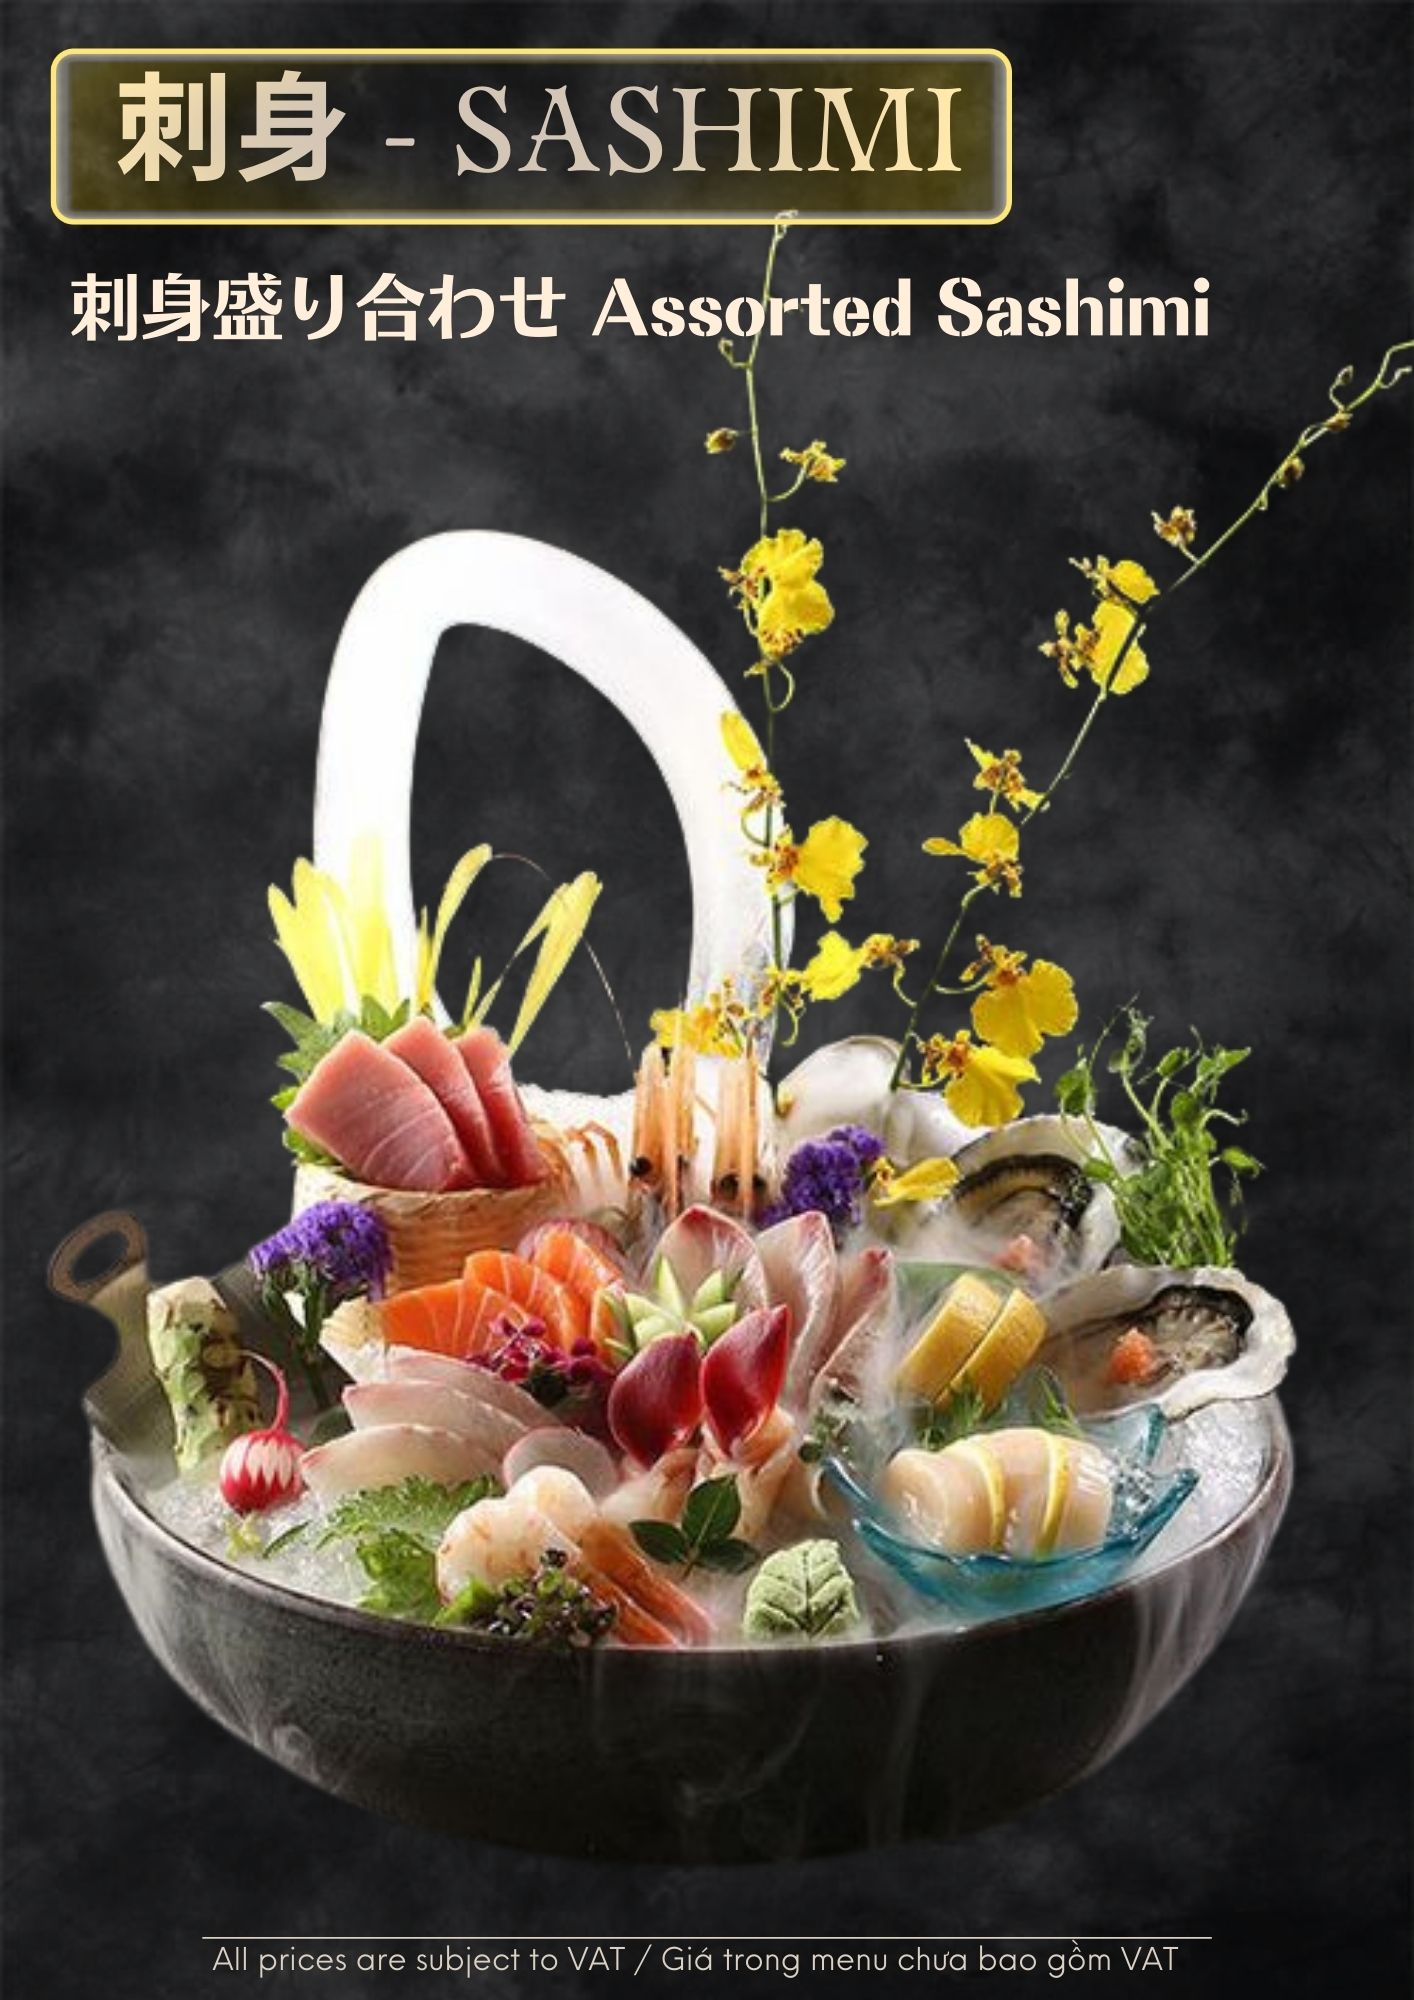 刺身 - SASHIMI
刺身盛り合わせ Assorted Sashimi
All prices are subject to VAT / Giá trong menu chưa bao gồm VAT